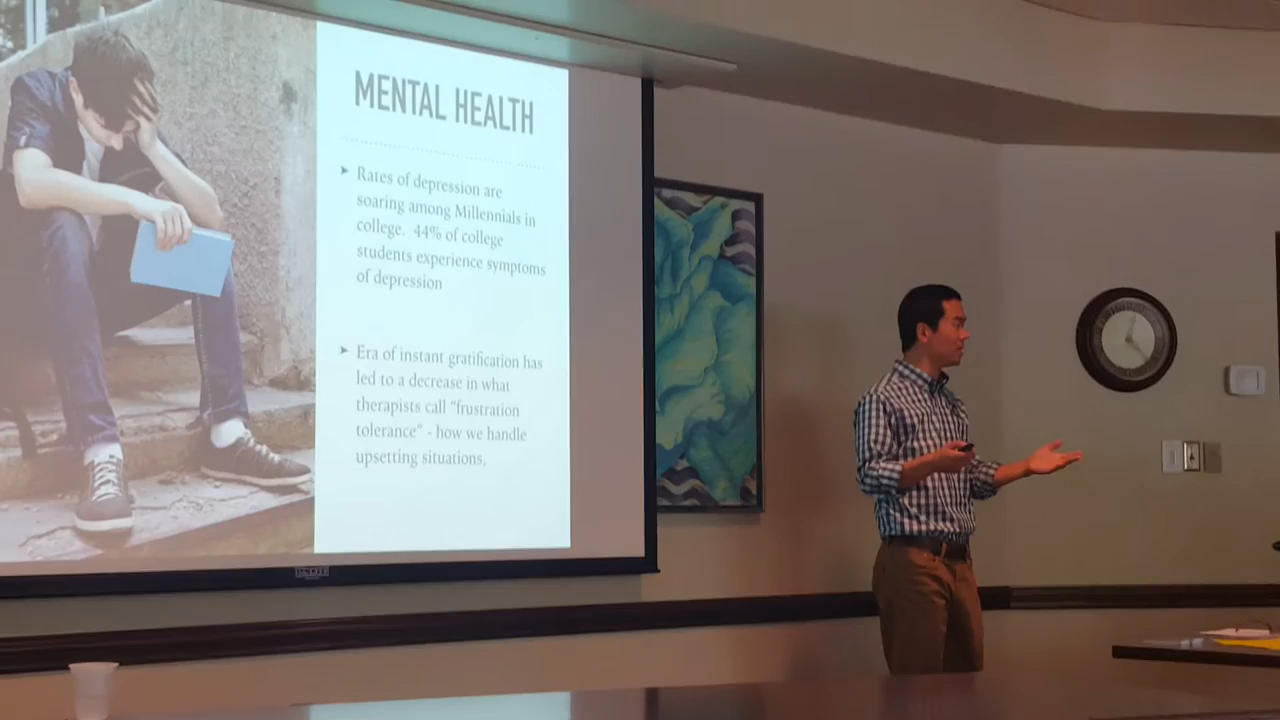 MENTAL HEALTH
➤ Rates of depression are
soaring among Millennials in
college. 44% of college
students experience symptoms
of depression
➤ Era of instant gratification has
led to a decrease in what
therapists call "frustration
tolerance" - how we handle
upsetting situations,
DA-LITE